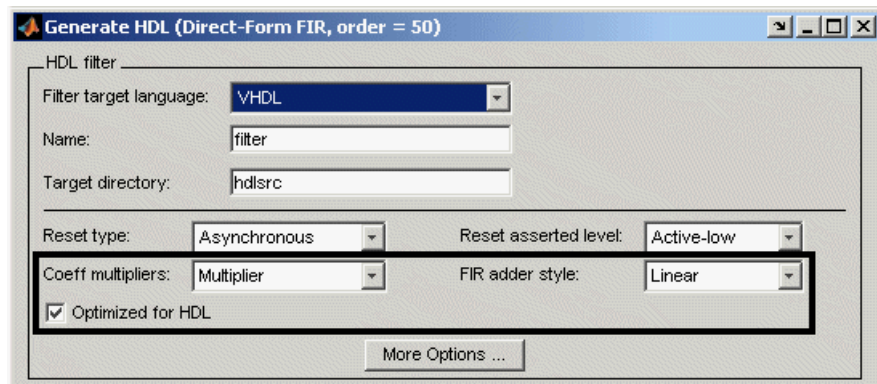 Generate HDL (Direct-Form FIR, order = 50)
HDL filter
Filter target language: VHDL
Name: filter
Target directory: hdlsrc
Reset type: Asynchronous Reset asserted level: Active-low
Coeff multipliers: Multiplier FIR adder style: Linear
Optimized for HDL
More Options ...